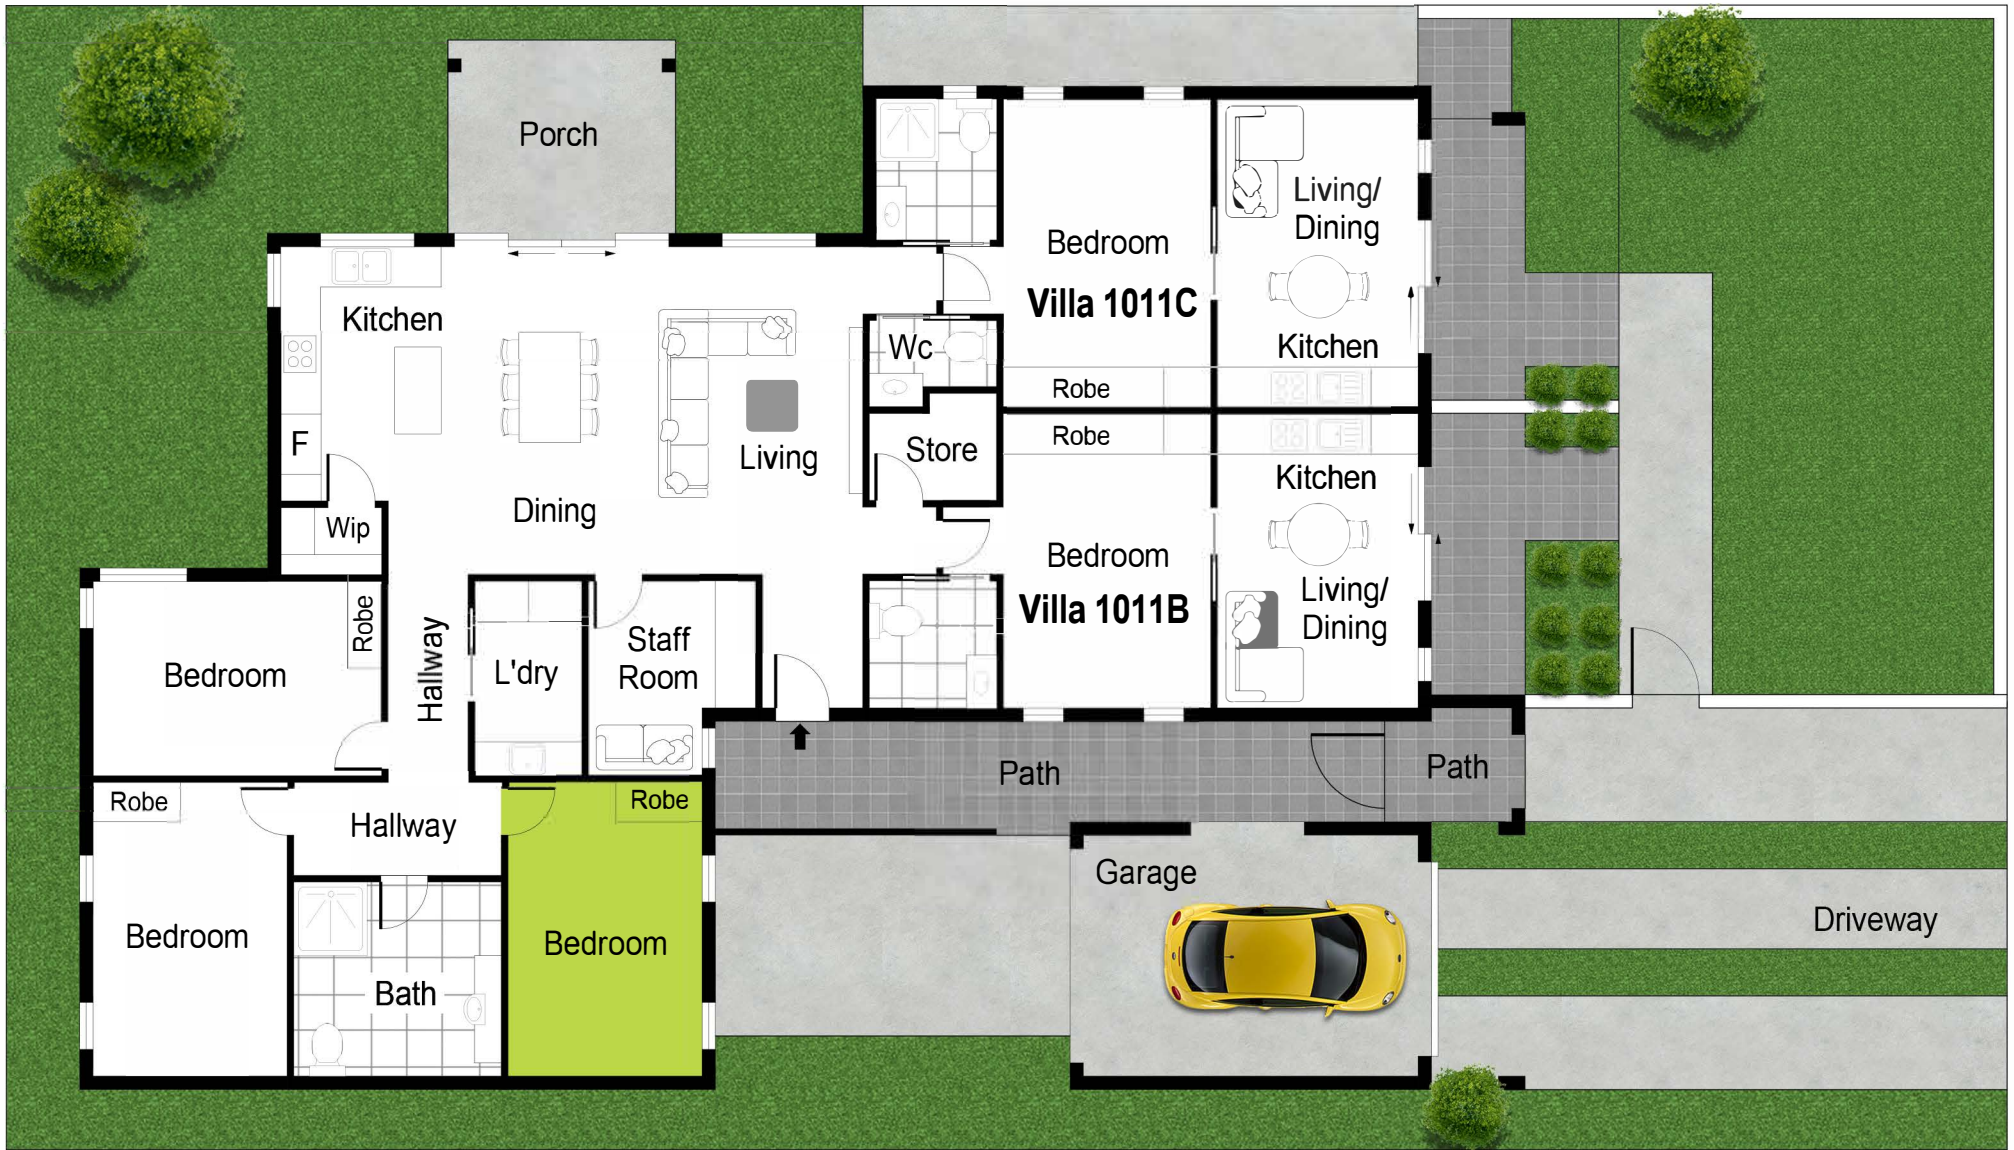 Porch
Living/
Dining
Bedroom
Villa 1011C
Kitchen
Kitchen
Wc
Robe
F
Living
Store
Robe
Kitchen
Dining
Wip
Bedroom
Villa 1011B
Living/
Dining
Robe
Hallway
Bedroom
L'dry
Staff
Room
Path
Path
Robe
Hallway
Robe
Garage
Driveway
Bedroom
Bath
Bedroom